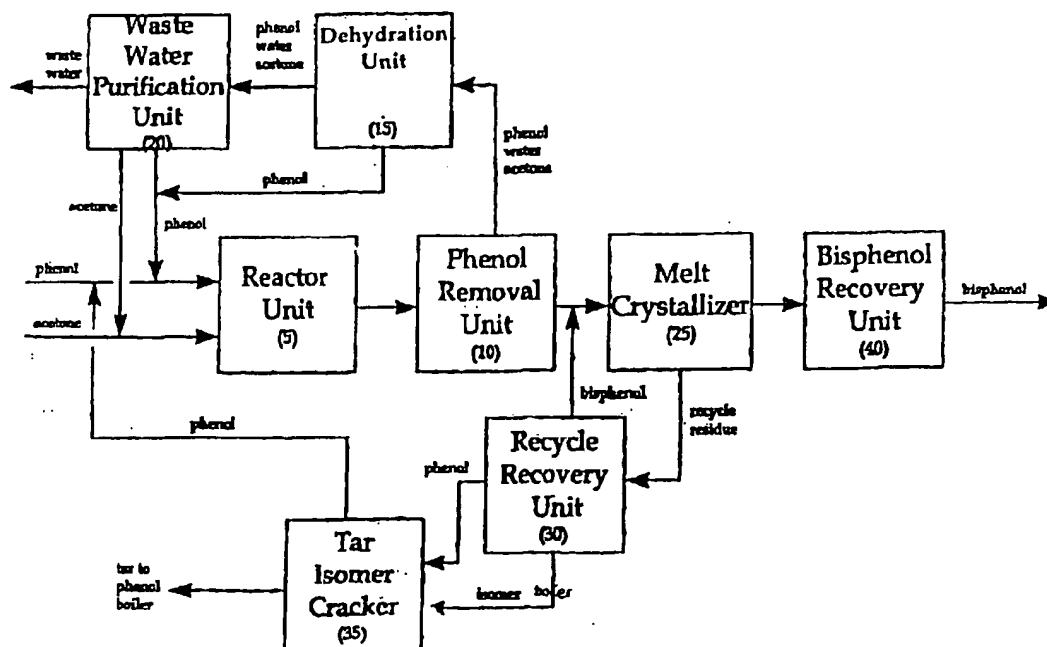 Waste
Water
Purification
Unit
(20)
waste
water
phenol
water
acetone
Dehydration
Unit
(15)
phenol
water
acetone
phenol
acetone
phenol
phenol
acetone
Reactor
Unit
(5)
Phenol
Removal
Unit
(10)
Melt
Crystallizer
(25)
Bisphenol
Recovery
Unit
(40)
bisphenol
bisphenol
recycle
residue
phenol
phenol
Recycle
Recovery
Unit
(30)
Tar
Isomer
Cracker
(35)
tar to
phenol
boiler
isomer boiler